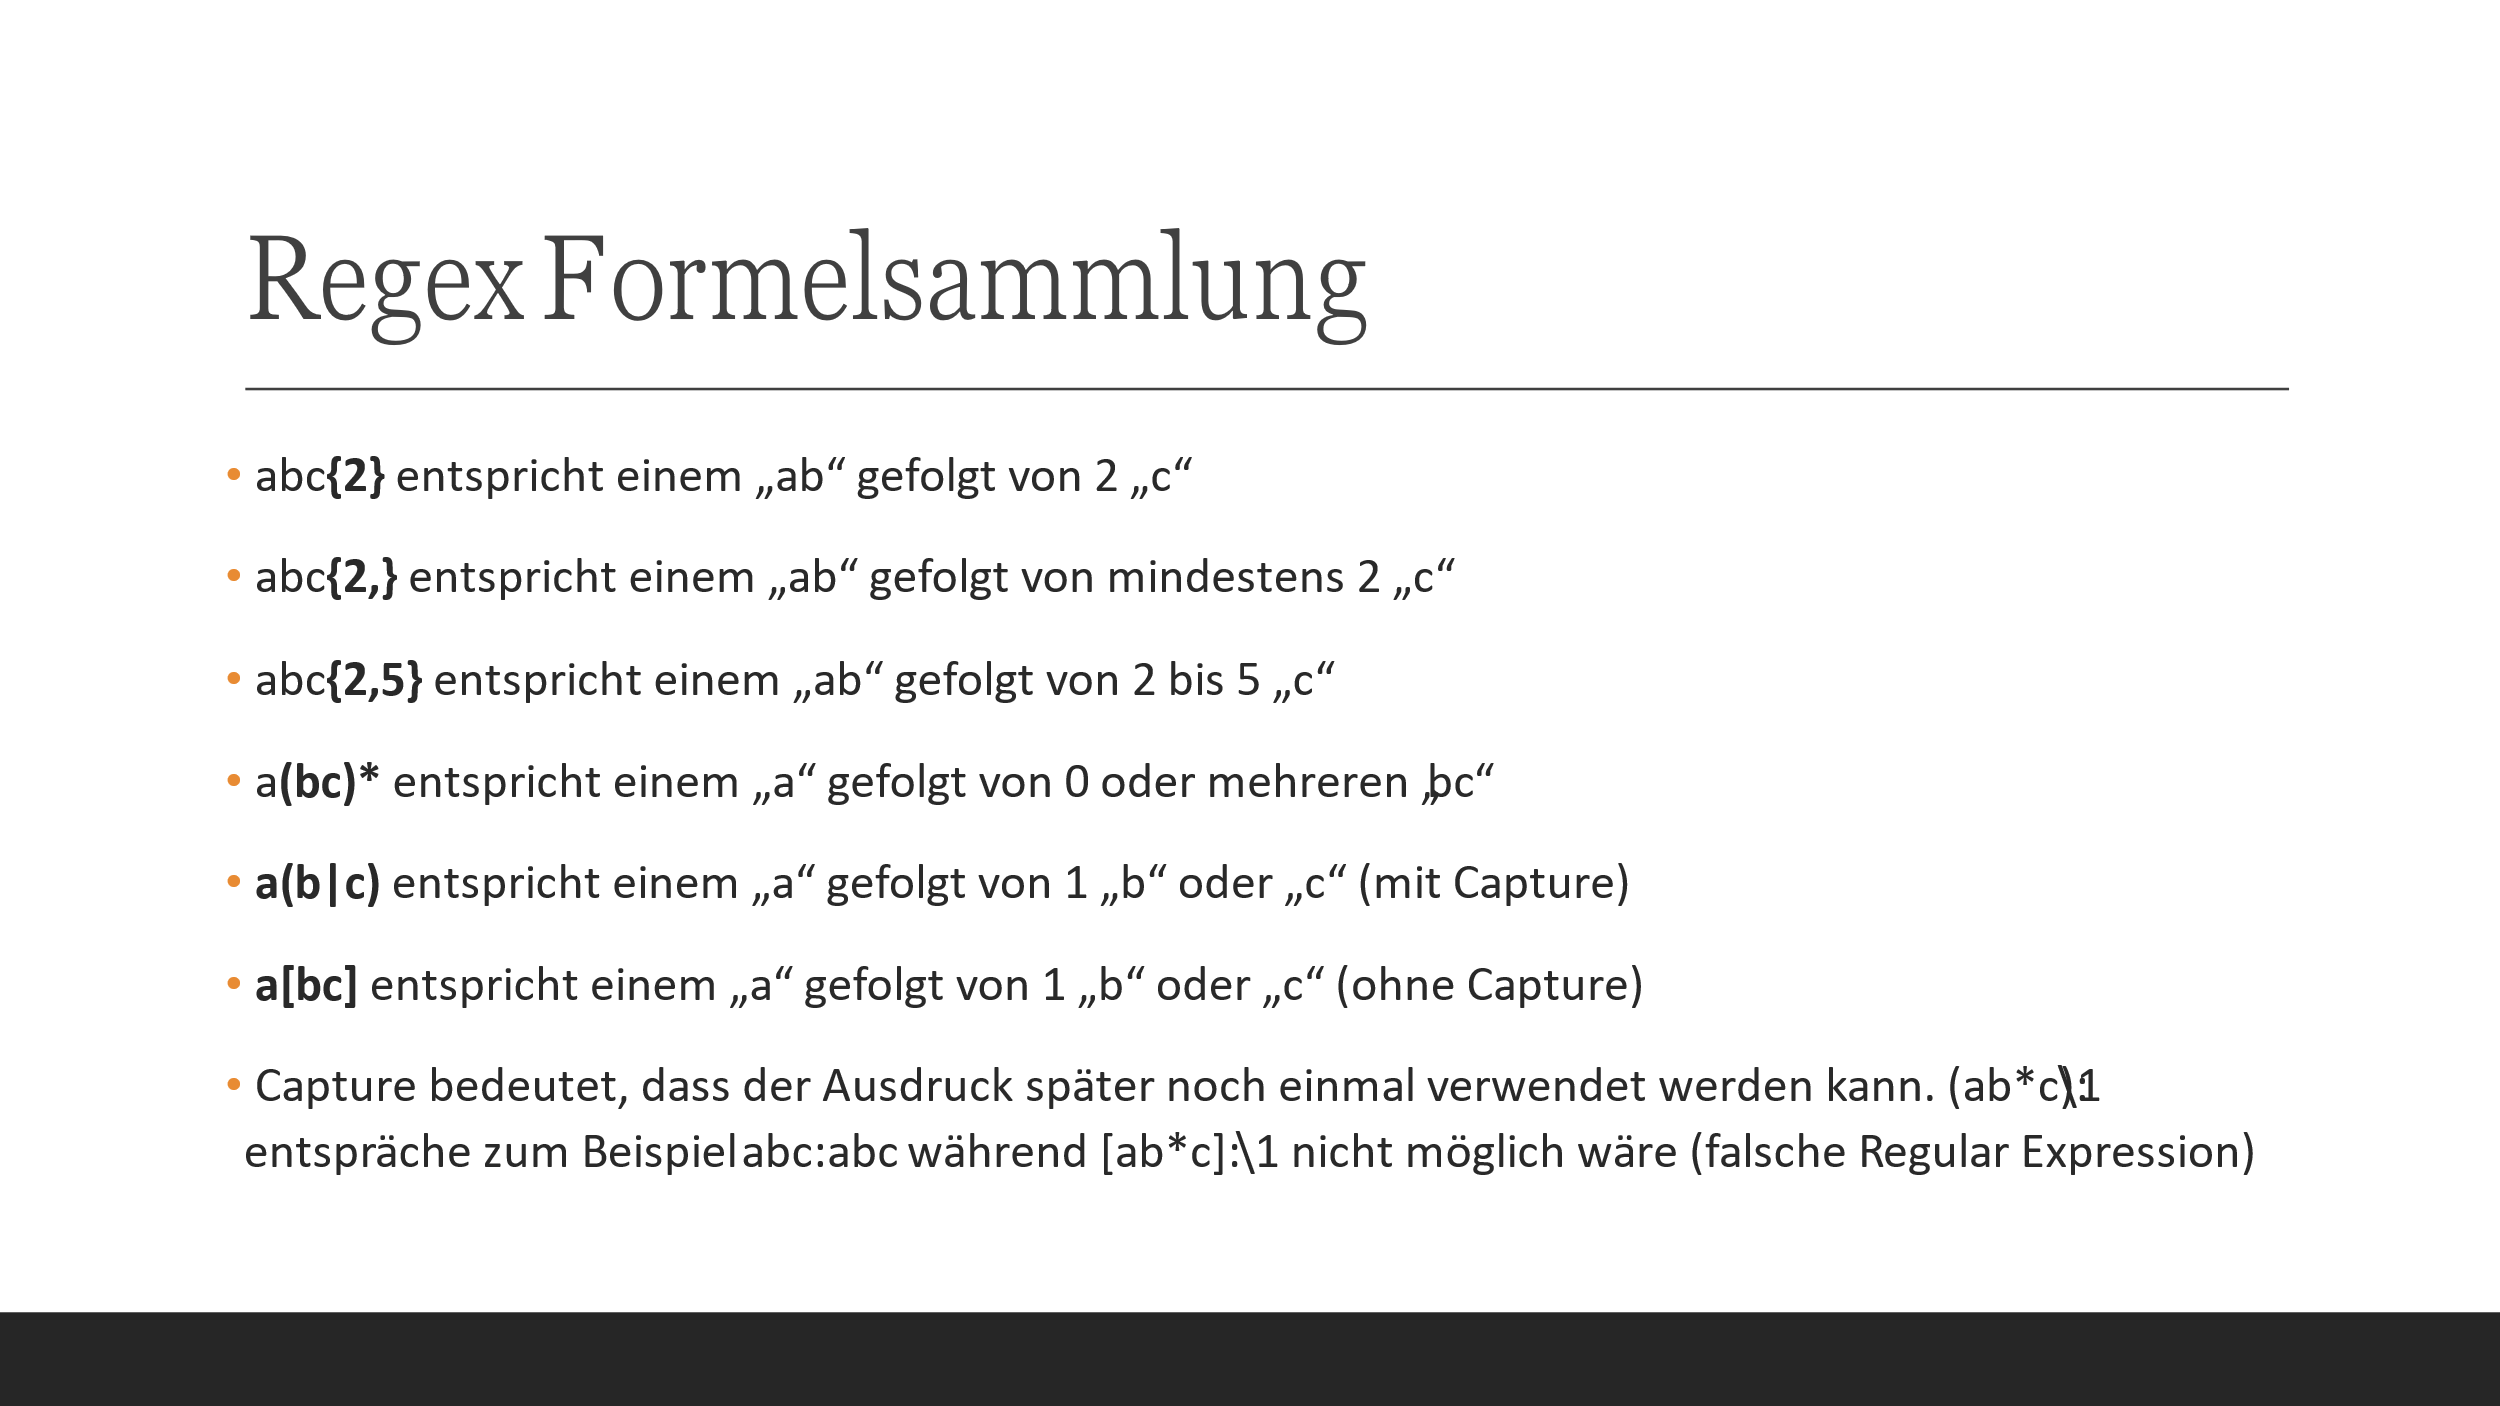 Regex Formelsammlung
• abc{2} entspricht einem „ab“ gefolgt von 2 „c“
• abc{2,} entspricht einem „ab“ gefolgt von mindestens 2 „c“
• abc{2,5} entspricht einem „ab“ gefolgt von 2 bis 5 „c“
• a(bc)* entspricht einem „a“ gefolgt von 0 oder mehreren „bc“
• a(b|c) entspricht einem „a“ gefolgt von 1 „b“ oder „c“ (mit Capture)
• a[bc] entspricht einem „a“ gefolgt von 1 „b“ oder „c“ (ohne Capture)
• Capture bedeutet, dass der Ausdruck später noch einmal verwendet werden kann. (ab*c):\1
entspräche zum Beispiel abc:abc während [ab*c]:\1 nicht möglich wäre (falsche Regular Expression)